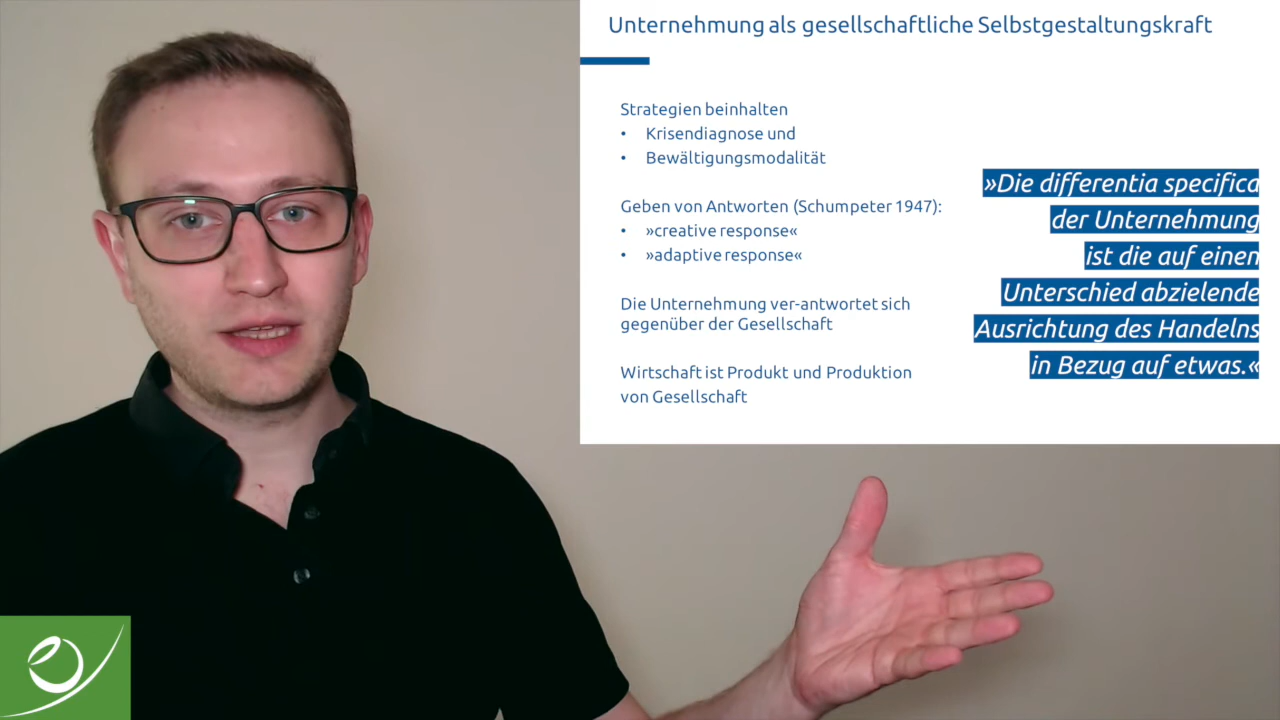 Unternehmung als gesellschaftliche Selbstgestaltungskraft
Strategien beinhalten
• Krisendiagnose und
• Bewältigungsmodalität
Geben von Antworten (Schumpeter 1947):
• »creative response«
• »adaptive response«
Die Unternehmung ver-antwortet sich
gegenüber der Gesellschaft
Wirtschaft ist Produkt und Produktion
von Gesellschaft
»Die differentia specifica
der Unternehmung
ist die auf einen
Unterschied abzielende
Ausrichtung des Handelns
in Bezug auf etwas.«